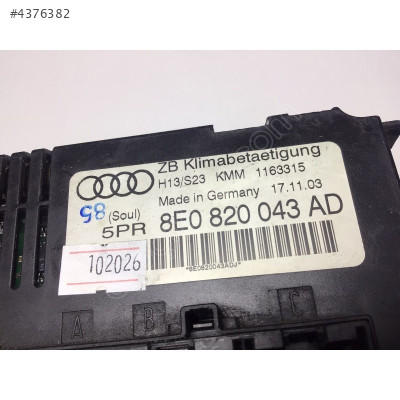 #4376382
ZB Klimabetaetigung
H13/S23 KMM 1163315
Made in Germany 17.11.03
85
(Soul)
5PR 8E0 820 043 AD
*8E0820043ADJ*
102026
A B C